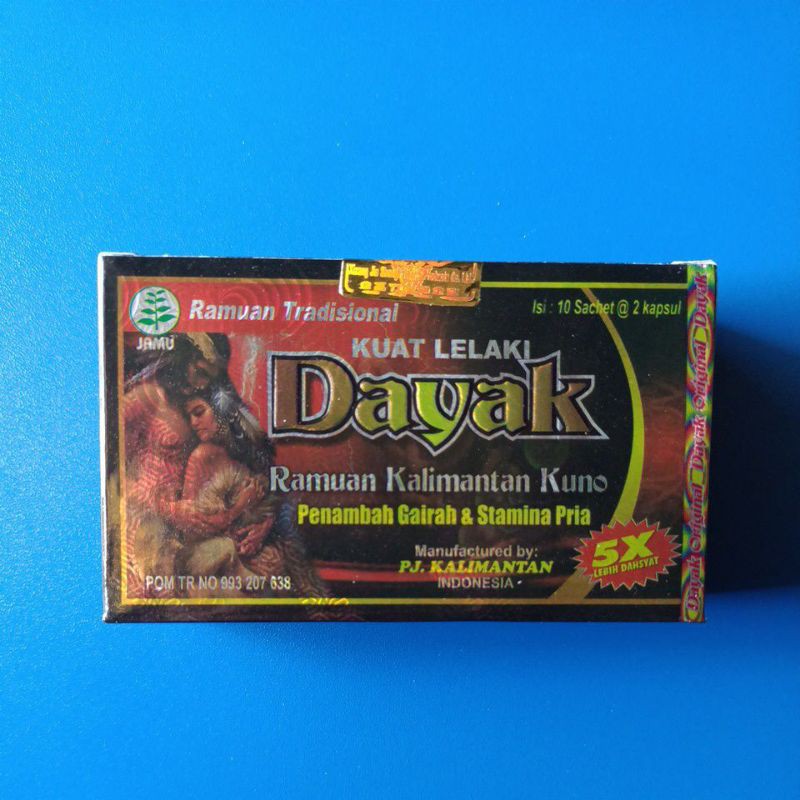 Ramuan Tradisional
Isi : 10 Sachet @ 2 kapsul
JAMU
KUAT LELAKI
Dayak
Ramuan Kalimantan Kuno
Penambah Gairah & Stamina Pria
Manufactured by:
PJ. KALIMANTAN
INDONESIA
5X
LEBIH DAHSYAT
POM TR NO 993 207 638
Dayak Original Dayak Original Dayak